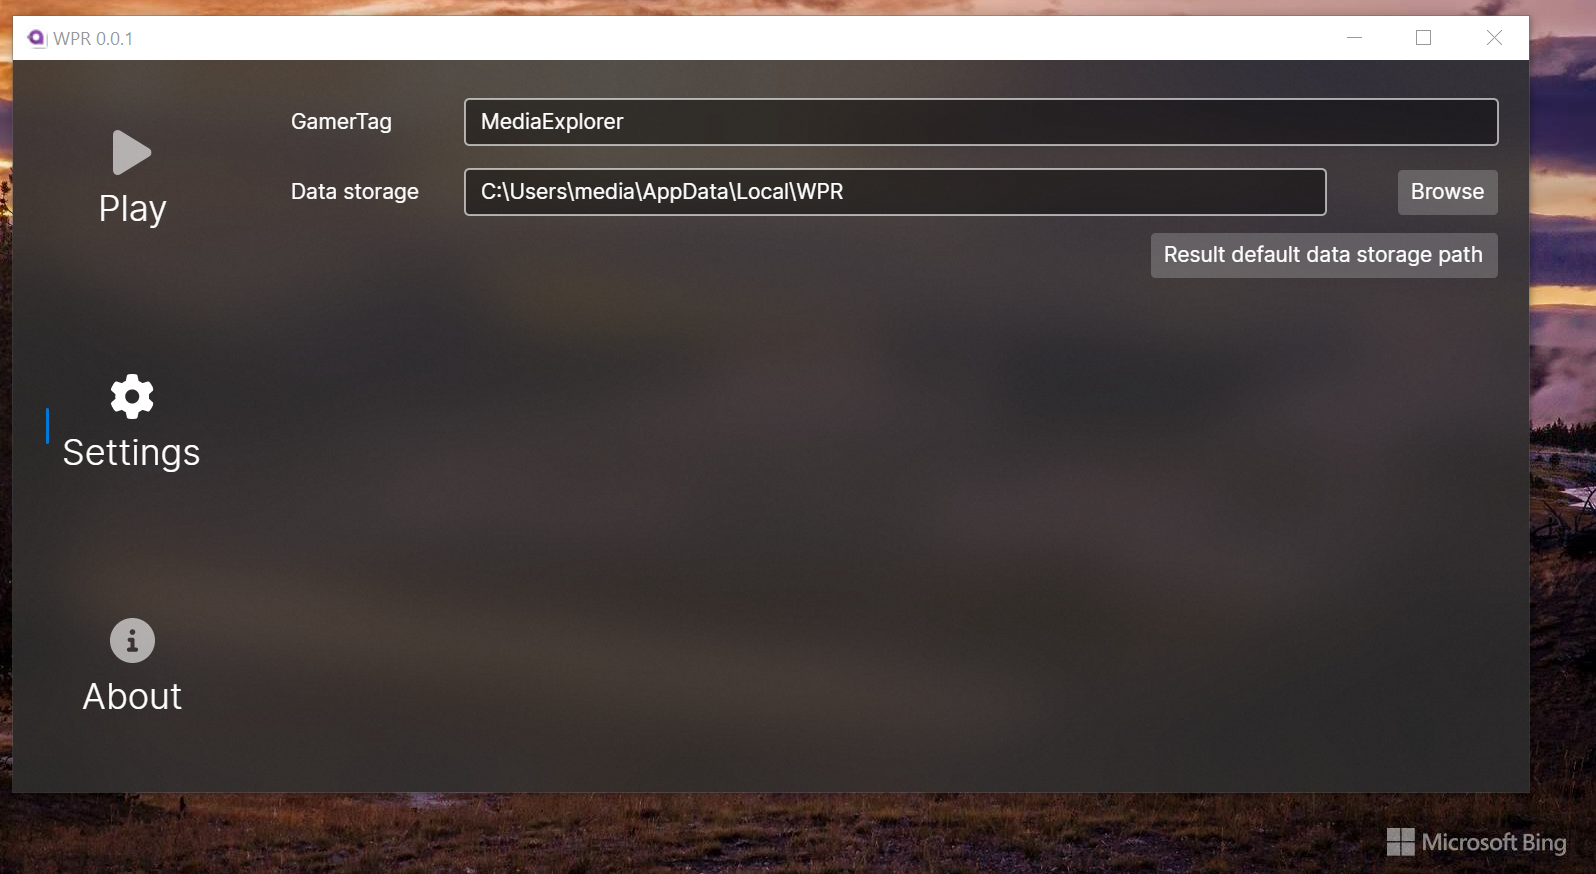 WPR 0.0.1
GamerTag
MediaExplorer
Play
Data storage
C:\Users\media\AppData\Local\WPR
Browse
Result default data storage path
Settings
About
Microsoft Bing